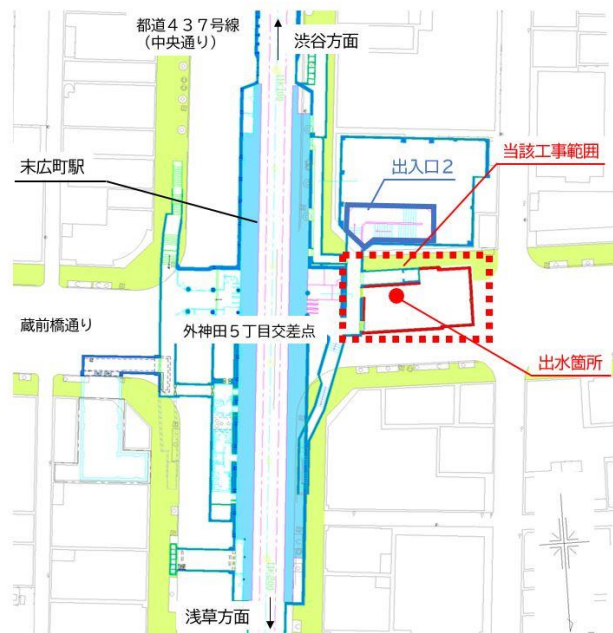 都道437号線
(中央通り)
渋谷方面
当該工事範囲
末広町駅
出入口2
蔵前橋通り
外神田5丁目交差点
出水箇所
浅草方面